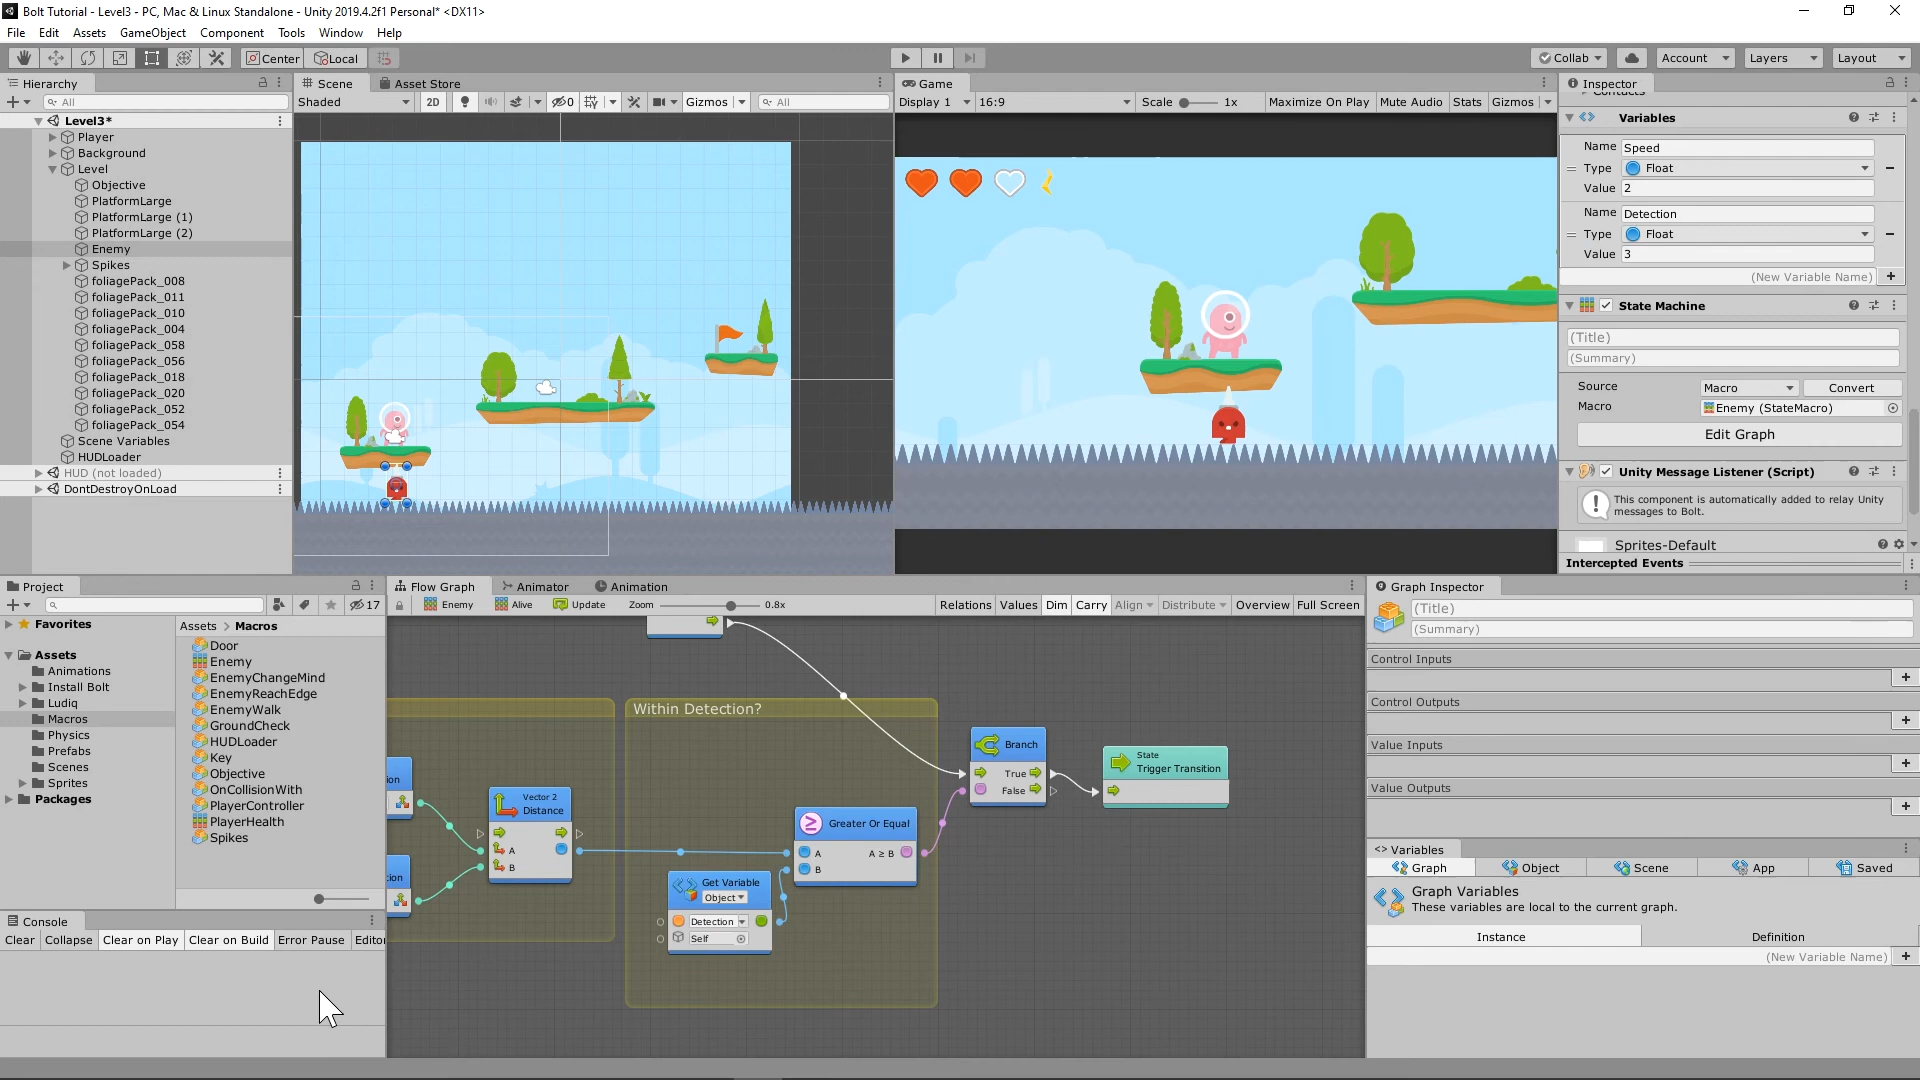 Bolt Tutorial - Level3 - PC, Mac & Linux Standalone - Unity 2019.4.2f1 Personal* <DX11>
File Edit Assets GameObject Component Tools Window Help
Center Local Collab Account Layers Layout
Hierarchy
All
Level3*
Player
Background
Level
Objective
PlatformLarge
PlatformLarge (1)
PlatformLarge (2)
Enemy
Spikes
foliagePack_008
foliagePack_011
foliagePack_010
foliagePack_004
foliagePack_058
foliagePack_056
foliagePack_018
foliagePack_020
foliagePack_052
foliagePack_054
Scene Variables
HUDLoader
HUD (not loaded)
DontDestroyOnLoad
Scene Asset Store
Shaded 2D 0 Gizmos All
Game
Display 1 16:9 Scale 1x Maximize On Play Mute Audio Stats Gizmos
Inspector
Contacts
Variables
Name Speed
Type Float
Value 2
Name Detection
Type Float
Value 3
(New Variable Name)
State Machine
(Title)
(Summary)
Source Macro Convert
Macro Enemy (StateMacro)
Edit Graph
Unity Message Listener (Script)
This component is automatically added to relay Unity
messages to Bolt.
Sprites-Default
Intercepted Events
Project
17
Favorites
Assets
Animations
Install Bolt
Ludiq
Macros
Physics
Prefabs
Scenes
Sprites
Packages
Assets > Macros
Door
Enemy
EnemyChangeMind
EnemyReachEdge
EnemyWalk
GroundCheck
HUDLoader
Key
Objective
OnCollisionWith
PlayerController
PlayerHealth
Spikes
Console
Clear Collapse Clear on Play Clear on Build Error Pause Editor
Flow Graph Animator Animation
Enemy Alive Update Zoom 0.8x Relations Values Dim Carry Align Distribute Overview Full Screen
Within Detection?
ion
tion
Vector 2
Distance
A
B
Get Variable
Object
Detection
Self
Greater Or Equal
A A ≥ B
B
Branch
True
False
State
Trigger Transition
Graph Inspector
(Title)
(Summary)
Control Inputs
Control Outputs
Value Inputs
Value Outputs
<> Variables
Graph Object Scene App Saved
Graph Variables
These variables are local to the current graph.
Instance Definition
(New Variable Name)